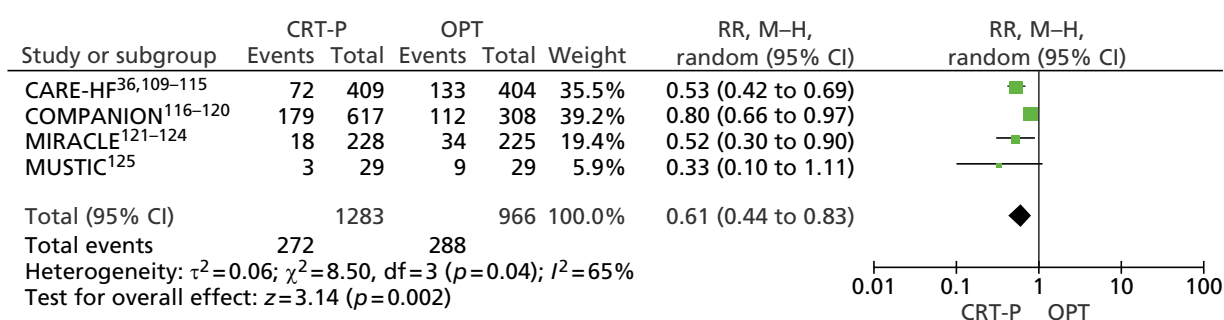 CRT-P OPT RR, M–H, RR, M–H,
Study or subgroup Events Total Events Total Weight random (95% CI) random (95% CI)
CARE-HF36,109–115 72 409 133 404 35.5% 0.53 (0.42 to 0.69)
COMPANION116–120 179 617 112 308 39.2% 0.80 (0.66 to 0.97)
MIRACLE121–124 18 228 34 225 19.4% 0.52 (0.30 to 0.90)
MUSTIC125 3 29 9 29 5.9% 0.33 (0.10 to 1.11)
Total (95% CI) 1283 966 100.0% 0.61 (0.44 to 0.83)
Total events 272 288
Heterogeneity: τ2=0.06; χ2=8.50, df=3 (p=0.04); I2=65%
Test for overall effect: z=3.14 (p=0.002)
0.01 0.1 1 10 100
CRT-P OPT